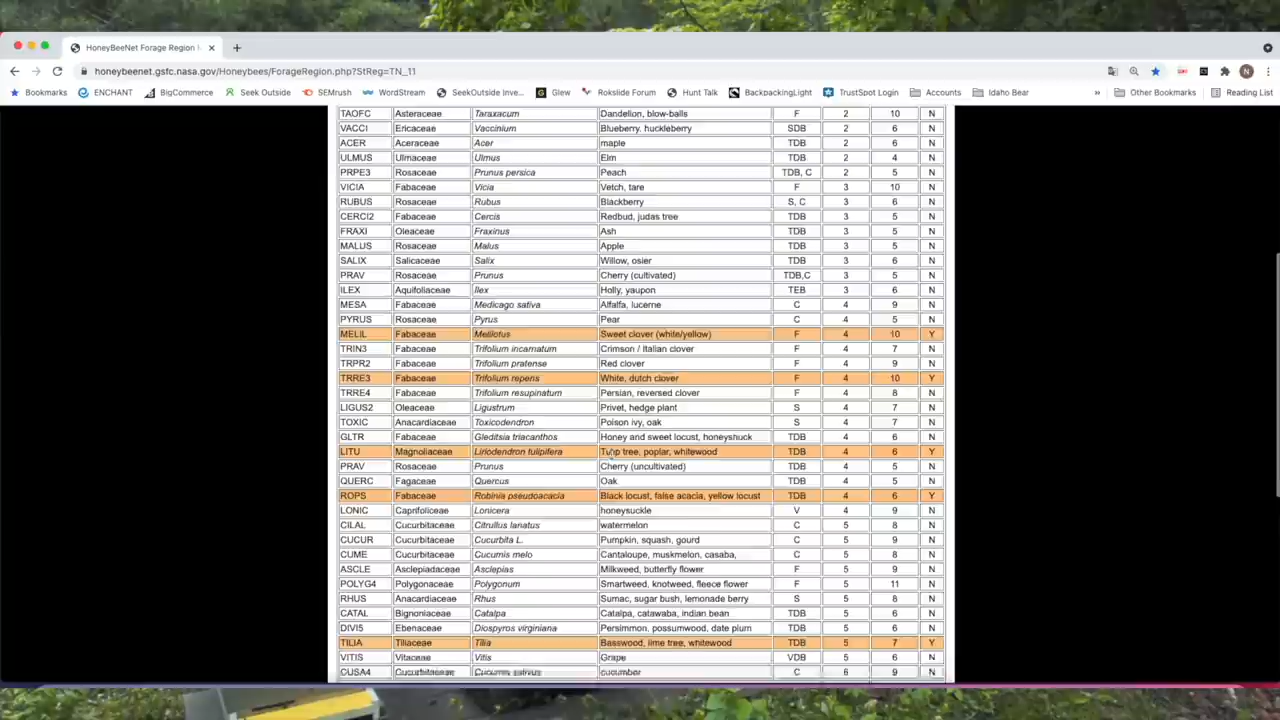 HoneyBeeNet Forage Region
honeybeenet.gsfc.nasa.gov/Honeybees/ForageRegion.php?StReg=TN_11
Bookmarks ENCHANT BigCommerce Seek Outside SEMrush WordStream SeekOutside Inve... Glew Rokslide Forum Hunt Talk BackpackingLight TrustSpot Login Accounts Idaho Bear » Other Bookmarks Reading List
TAOFC Asteraceae Taraxacum Dandelion, blow-balls F 2 10 N
VACCI Ericaceae Vaccinium Blueberry. huckleberry SDB 2 6 N
ACER Aceraceae Acer maple TDB 2 6 N
ULMUS Ulmaceae Ulmus Elm TDB 2 4 N
PRPE3 Rosaceae Prunus persica Peach TDB, C 2 5 N
VICIA Fabaceae Vicia Vetch, tare F 3 10 N
RUBUS Rosaceae Rubus Blackberry S, C 3 6 N
CERCI2 Fabaceae Cercis Redbud, judas tree TDB 3 5 N
FRAXI Oleaceae Fraxinus Ash TDB 3 5 N
MALUS Rosaceae Malus Apple TDB 3 5 N
SALIX Salicaceae Salix Willow, osier TDB 3 6 N
PRAV Rosaceae Prunus Cherry (cultivated) TDB,C 3 5 N
ILEX Aquifoliaceae Ilex Holly, yaupon TEB 3 6 N
MESA Fabaceae Medicago sativa Alfalfa, lucerne C 4 9 N
PYRUS Rosaceae Pyrus Pear C 4 5 N
MELIL Fabaceae Melilotus Sweet clover (white/yellow) F 4 10 Y
TRIN3 Fabaceae Trifolium incarnatum Crimson / Italian clover F 4 7 N
TRPR2 Fabaceae Trifolium pratense Red clover F 4 9 N
TRRE3 Fabaceae Trifolium repens White, dutch clover F 4 10 Y
TRRE4 Fabaceae Trifolium resupinatum Persian, reversed clover F 4 8 N
LIGUS2 Oleaceae Ligustrum Privet, hedge plant S 4 7 N
TOXIC Anacardiaceae Toxicodendron Poison ivy, oak S 4 7 N
GLTR Fabaceae Gleditsia triacanthos Honey and sweet locust, honeyshuck TDB 4 6 N
LITU Magnoliaceae Liriodendron tulipifera Tulip tree, poplar, whitewood TDB 4 6 Y
PRAV Rosaceae Prunus Cherry (uncultivated) TDB 4 5 N
QUERC Fagaceae Quercus Oak TDB 4 5 N
ROPS Fabaceae Robinia pseudoacacia Black locust, false acacia, yellow locust TDB 4 6 Y
LONIC Caprifoliceae Lonicera honeysuckle V 4 9 N
CILAL Cucurbitaceae Citrullus lanatus watermelon C 5 8 N
CUCUR Cucurbitaceae Cucurbita L. Pumpkin, squash, gourd C 5 9 N
CUME Cucurbitaceae Cucumis melo Cantaloupe, muskmelon, casaba, C 5 8 N
ASCLE Asclepiadaceae Asclepias Milkweed, butterfly flower F 5 9 N
POLYG4 Polygonaceae Polygonum Smartweed, knotweed, fleece flower F 5 11 N
RHUS Anacardiaceae Rhus Sumac, sugar bush, lemonade berry S 5 8 N
CATAL Bignoniaceae Catalpa Catalpa, catawaba, indian bean TDB 5 6 N
DIVI5 Ebenaceae Diospyros virginiana Persimmon, possumwood, date plum TDB 5 6 N
TILIA Tiliaceae Tilia Basswood, lime tree, whitewood TDB 5 7 Y
VITIS Vitaceae Vitis Grape VDB 5 6 N
CUSA4 Cucurbitaceae Cucumis sativus cucumber C 6 9 N